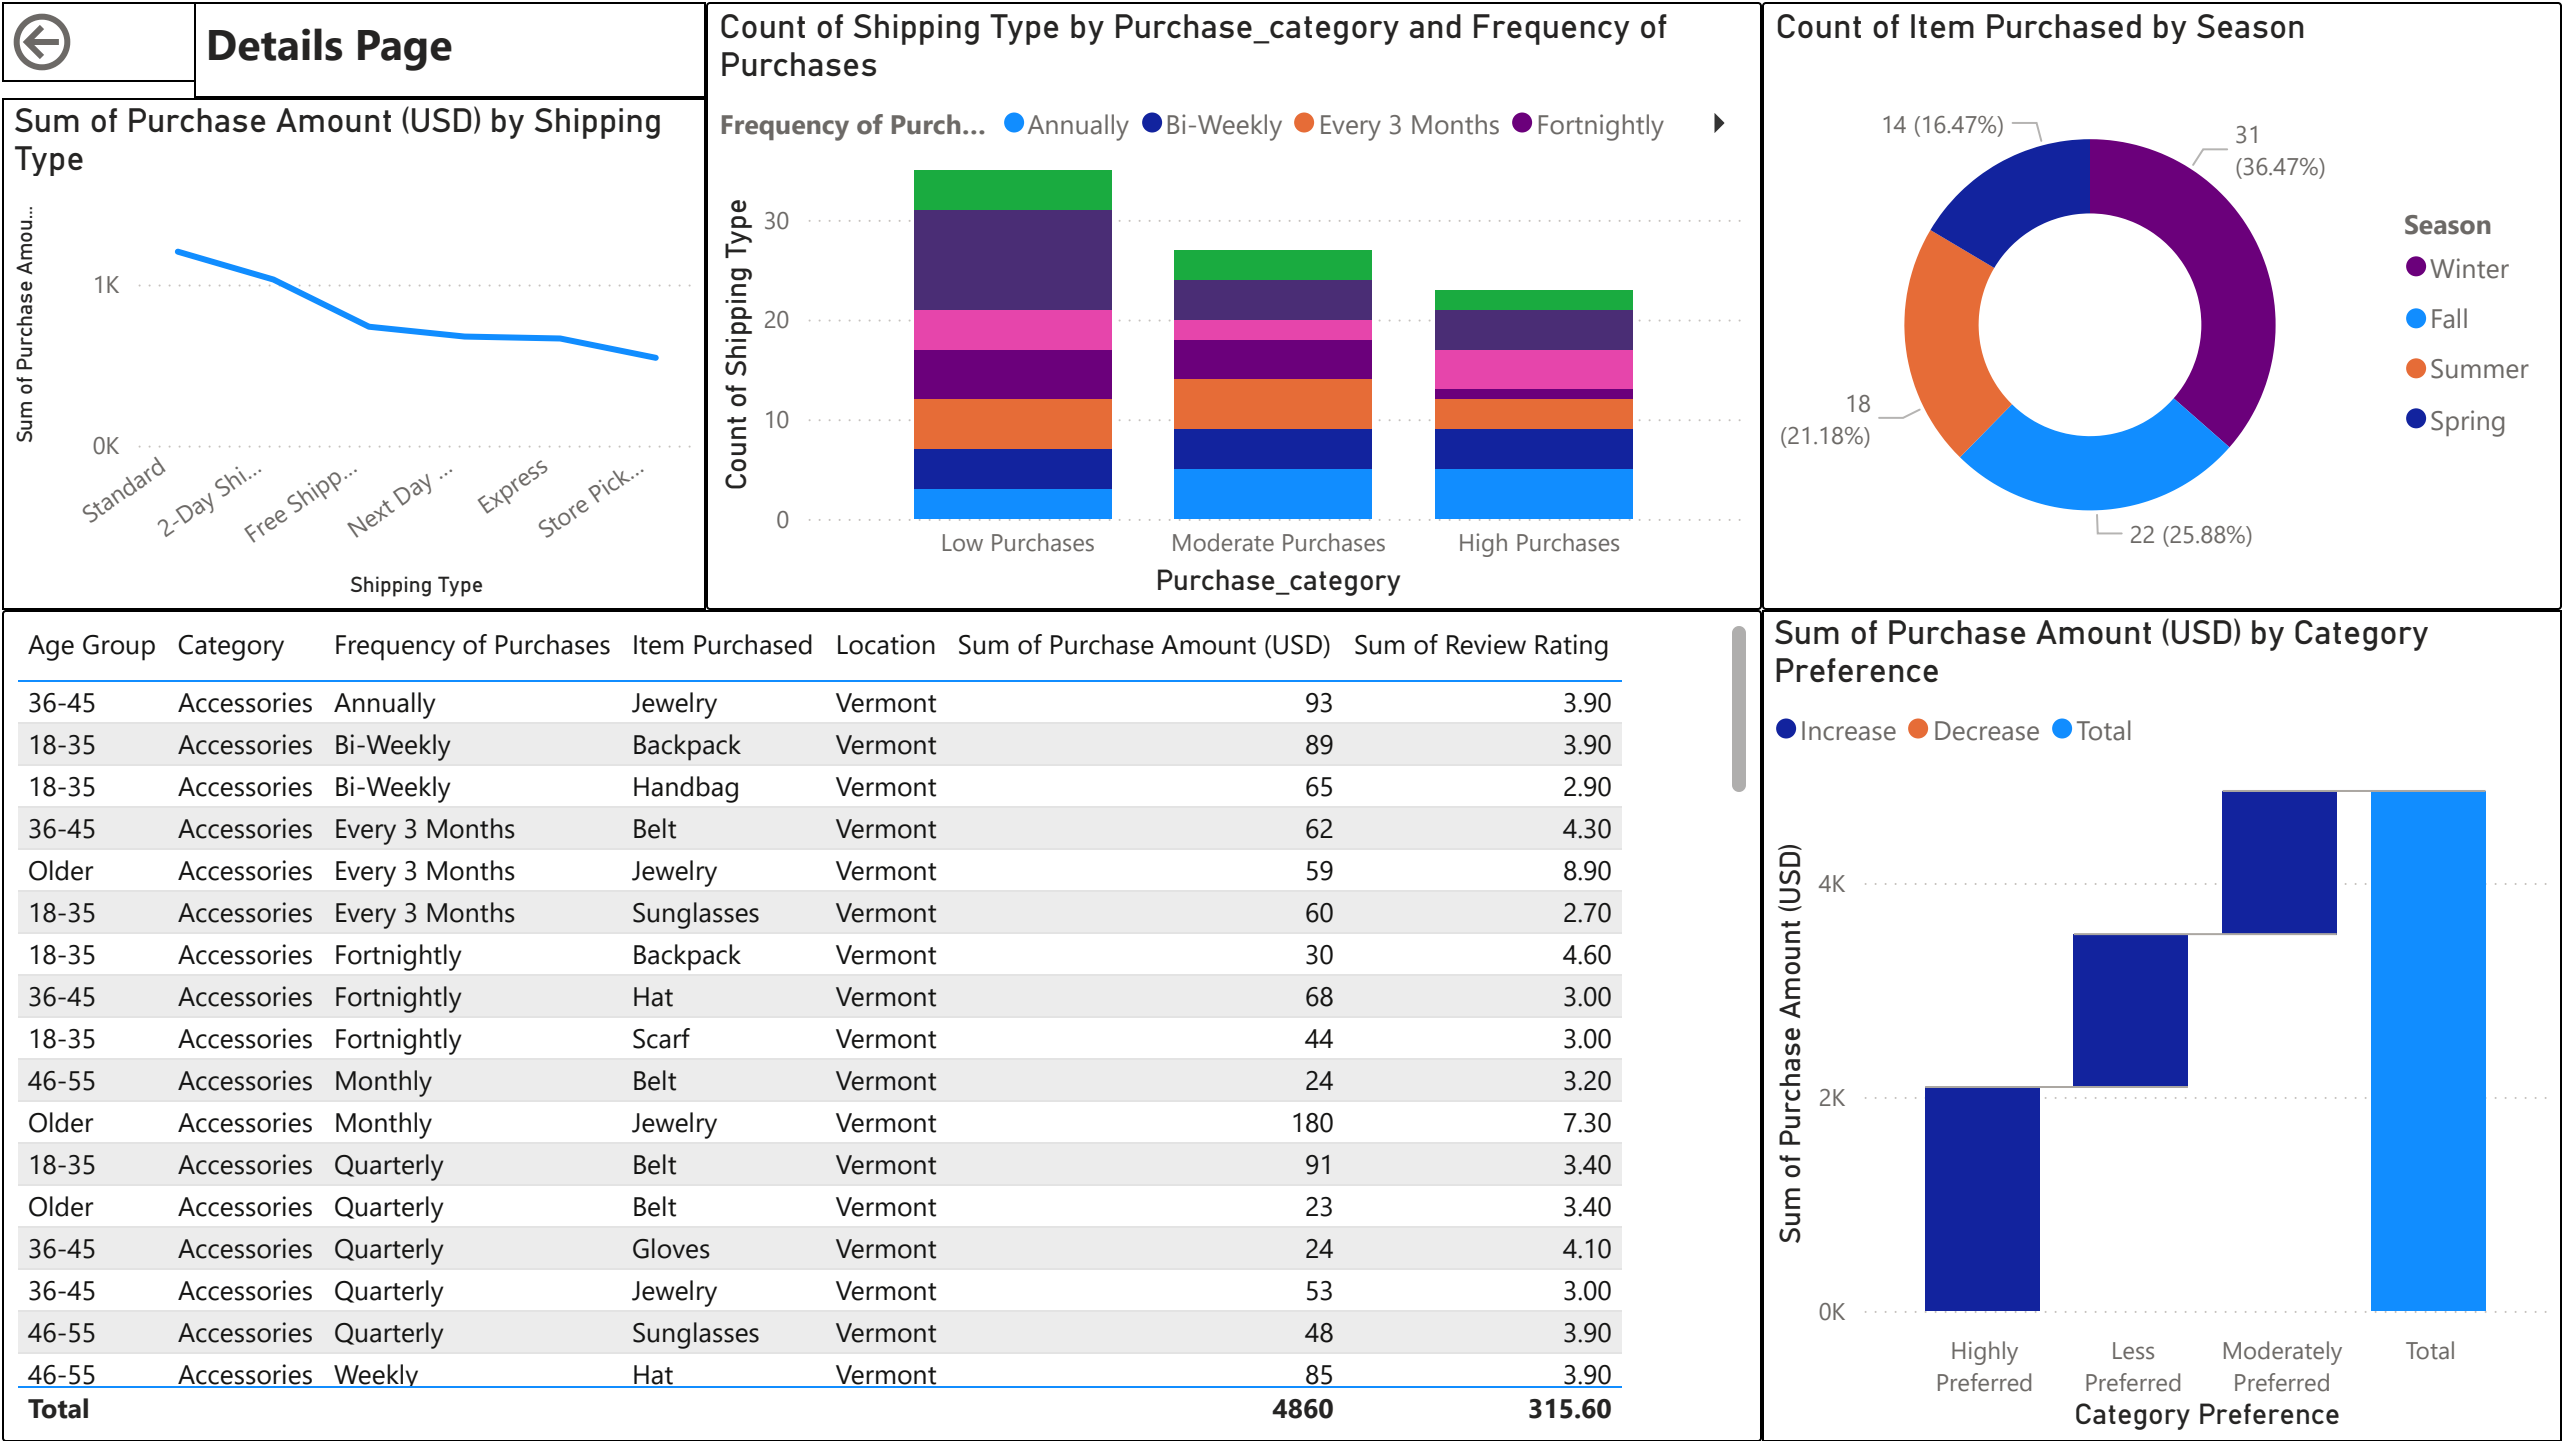 Details Page
Sum of Purchase Amount (USD) by Shipping
Type
Sum of Purchase Amou...
1K
0K
Standard
2-Day Shi...
Free Shipp...
Next Day ...
Express
Store Pick...
Shipping Type
Count of Shipping Type by Purchase_category and Frequency of
Purchases
Frequency of Purch... Annually Bi-Weekly Every 3 Months Fortnightly
Count of Shipping Type
30
20
10
0
Low Purchases Moderate Purchases High Purchases
Purchase_category
Count of Item Purchased by Season
14 (16.47%)
31
(36.47%)
18
(21.18%)
22 (25.88%)
Season
Winter
Fall
Summer
Spring
Age Group Category Frequency of Purchases Item Purchased Location Sum of Purchase Amount (USD) Sum of Review Rating
36-45 Accessories Annually Jewelry Vermont 93 3.90
18-35 Accessories Bi-Weekly Backpack Vermont 89 3.90
18-35 Accessories Bi-Weekly Handbag Vermont 65 2.90
36-45 Accessories Every 3 Months Belt Vermont 62 4.30
Older Accessories Every 3 Months Jewelry Vermont 59 8.90
18-35 Accessories Every 3 Months Sunglasses Vermont 60 2.70
18-35 Accessories Fortnightly Backpack Vermont 30 4.60
36-45 Accessories Fortnightly Hat Vermont 68 3.00
18-35 Accessories Fortnightly Scarf Vermont 44 3.00
46-55 Accessories Monthly Belt Vermont 24 3.20
Older Accessories Monthly Jewelry Vermont 180 7.30
18-35 Accessories Quarterly Belt Vermont 91 3.40
Older Accessories Quarterly Belt Vermont 23 3.40
36-45 Accessories Quarterly Gloves Vermont 24 4.10
36-45 Accessories Quarterly Jewelry Vermont 53 3.00
46-55 Accessories Quarterly Sunglasses Vermont 48 3.90
46-55 Accessories Weekly Hat Vermont 85 3.90
Total 4860 315.60
Sum of Purchase Amount (USD) by Category
Preference
Increase Decrease Total
Sum of Purchase Amount (USD)
4K
2K
0K
Highly Less Moderately Total
Preferred Preferred Preferred
Category Preference